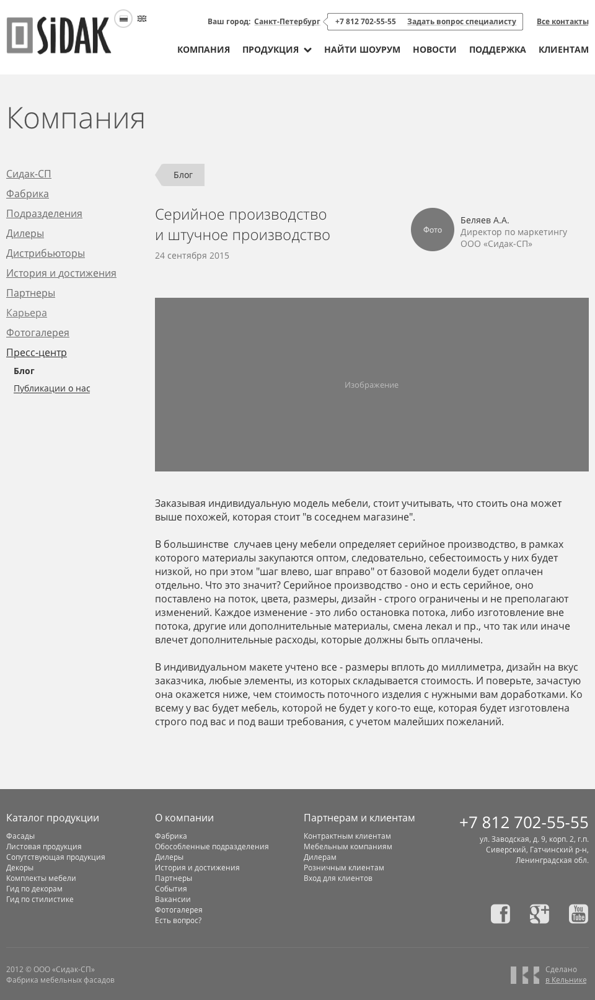 SiDAK
Ваш город: Санкт-Петербург
+7 812 702-55-55 Задать вопрос специалисту
Все контакты
КОМПАНИЯ ПРОДУКЦИЯ НАЙТИ ШОУРУМ НОВОСТИ ПОДДЕРЖКА КЛИЕНТАМ
Компания
Сидак-СП
Фабрика
Подразделения
Дилеры
Дистрибьюторы
История и достижения
Партнеры
Карьера
Фотогалерея
Пресс-центр
Блог
Публикации о нас
Блог
Серийное производство
и штучное производство
24 сентября 2015
Фото
Беляев А.А.
Директор по маркетингу
ООО «Сидак-СП»
Изображение
Заказывая индивидуальную модель мебели, стоит учитывать, что стоить она может
выше похожей, которая стоит "в соседнем магазине".
В большинстве  случаев цену мебели определяет серийное производство, в рамках
которого материалы закупаются оптом, следовательно, себестоимость у них будет
низкой, но при этом "шаг влево, шаг вправо" от базовой модели будет оплачен
отдельно. Что это значит? Серийное производство - оно и есть серийное, оно
поставлено на поток, цвета, размеры, дизайн - строго ограничены и не преполагают
изменений. Каждое изменение - это либо остановка потока, либо изготовление вне
потока, другие или дополнительные материалы, смена лекал и пр., что так или иначе
влечет дополнительные расходы, которые должны быть оплачены.
В индивидуальном макете учтено все - размеры вплоть до миллиметра, дизайн на вкус
заказчика, любые элементы, из которых складывается стоимость. И поверьте, зачастую
она окажется ниже, чем стоимость поточного изделия с нужными вам доработками. Ко
всему у вас будет мебель, которой не будет у кого-то еще, которая будет изготовлена
строго под вас и под ваши требования, с учетом малейших пожеланий.
Каталог продукции
Фасады
Листовая продукция
Сопутствующая продукция
Декоры
Комплекты мебели
Гид по декорам
Гид по стилистике
О компании
Фабрика
Обособленные подразделения
Дилеры
История и достижения
Партнеры
События
Вакансии
Фотогалерея
Есть вопрос?
Партнерам и клиентам
Контрактным клиентам
Мебельным компаниям
Дилерам
Розничным клиентам
Вход для клиентов
+7 812 702-55-55
ул. Заводская, д. 9, корп. 2, г.п.
Сиверский, Гатчинский р-н,
Ленинградская обл.
You
Tube
2012 © ООО «Сидак-СП»
Фабрика мебельных фасадов
Сделано
в Кельнике